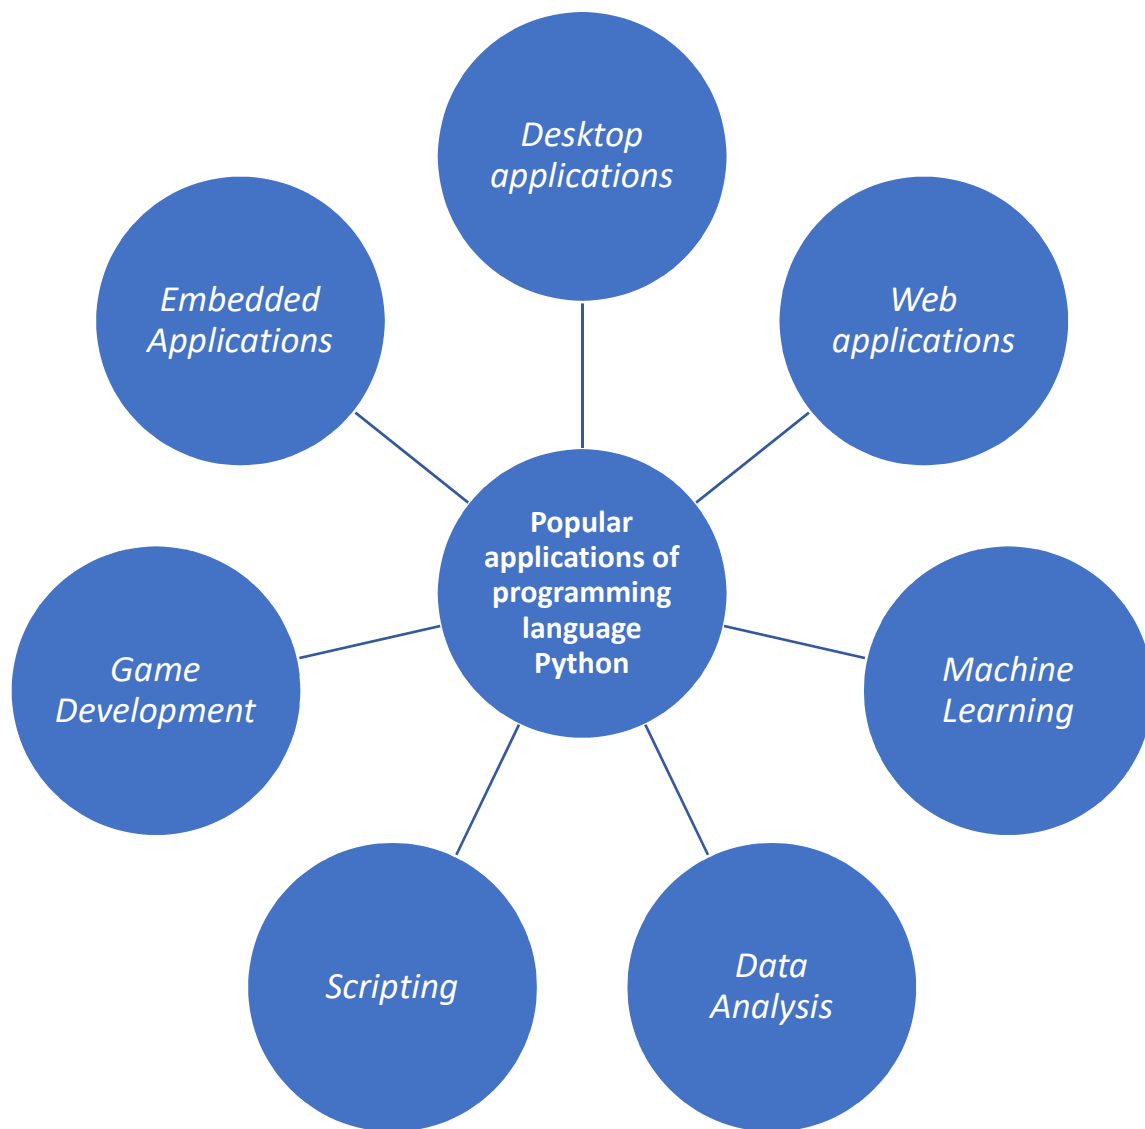 Desktop
applications
Embedded
Applications
Web
applications
Popular
applications of
programming
language
Python
Game
Development
Machine
Learning
Scripting
Data
Analysis